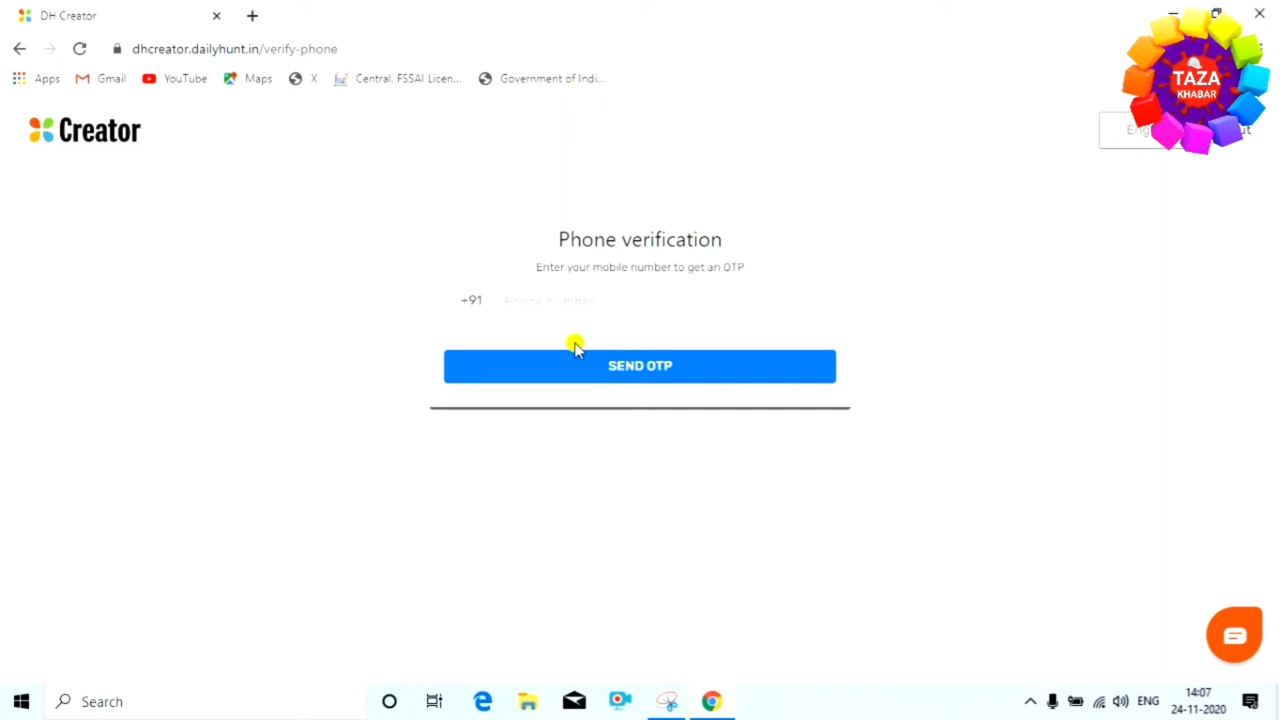 DH Creator
dhcreator.dailyhunt.in/verify-phone
Apps Gmail YouTube Maps X Central. FSSAI Licen... Government of Indi...
TAZA
KHABAR
Creator
Phone verification
Enter your mobile number to get an OTP
+91 Phone number
SEND OTP
Search
ENG
14:07
24-11-2020